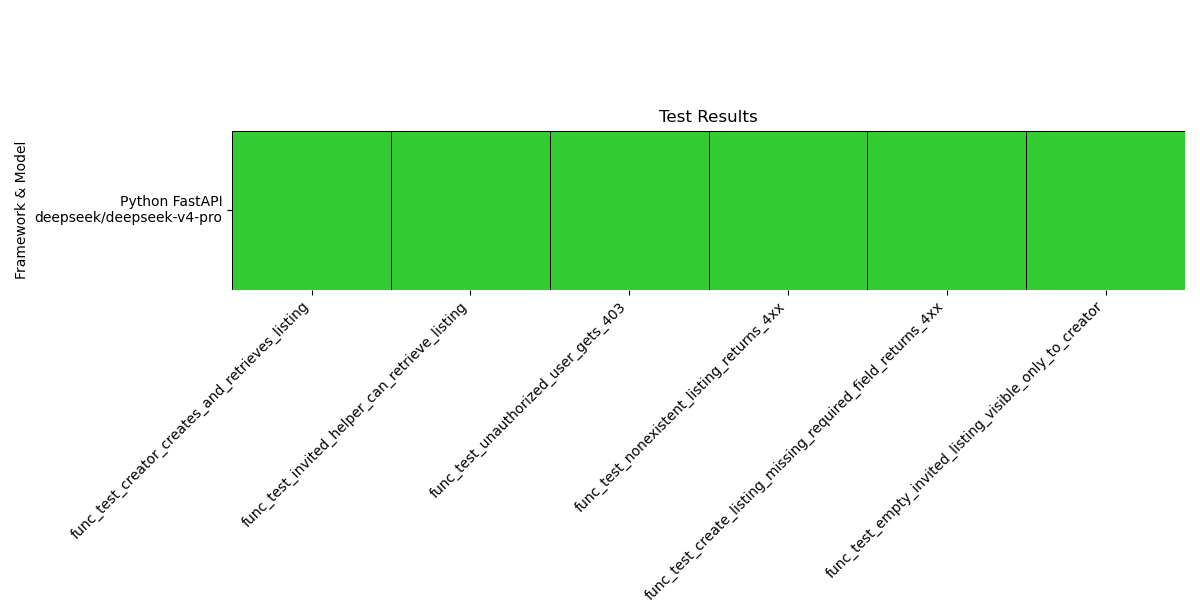 Test Results
Framework & Model
Python FastAPI
deepseek/deepseek-v4-pro
func_test_creator_creates_and_retrieves_listing
func_test_invited_helper_can_retrieve_listing
func_test_unauthorized_user_gets_403
func_test_nonexistent_listing_returns_4xx
func_test_create_listing_missing_required_field_returns_4xx
func_test_empty_invited_listing_visible_only_to_creator